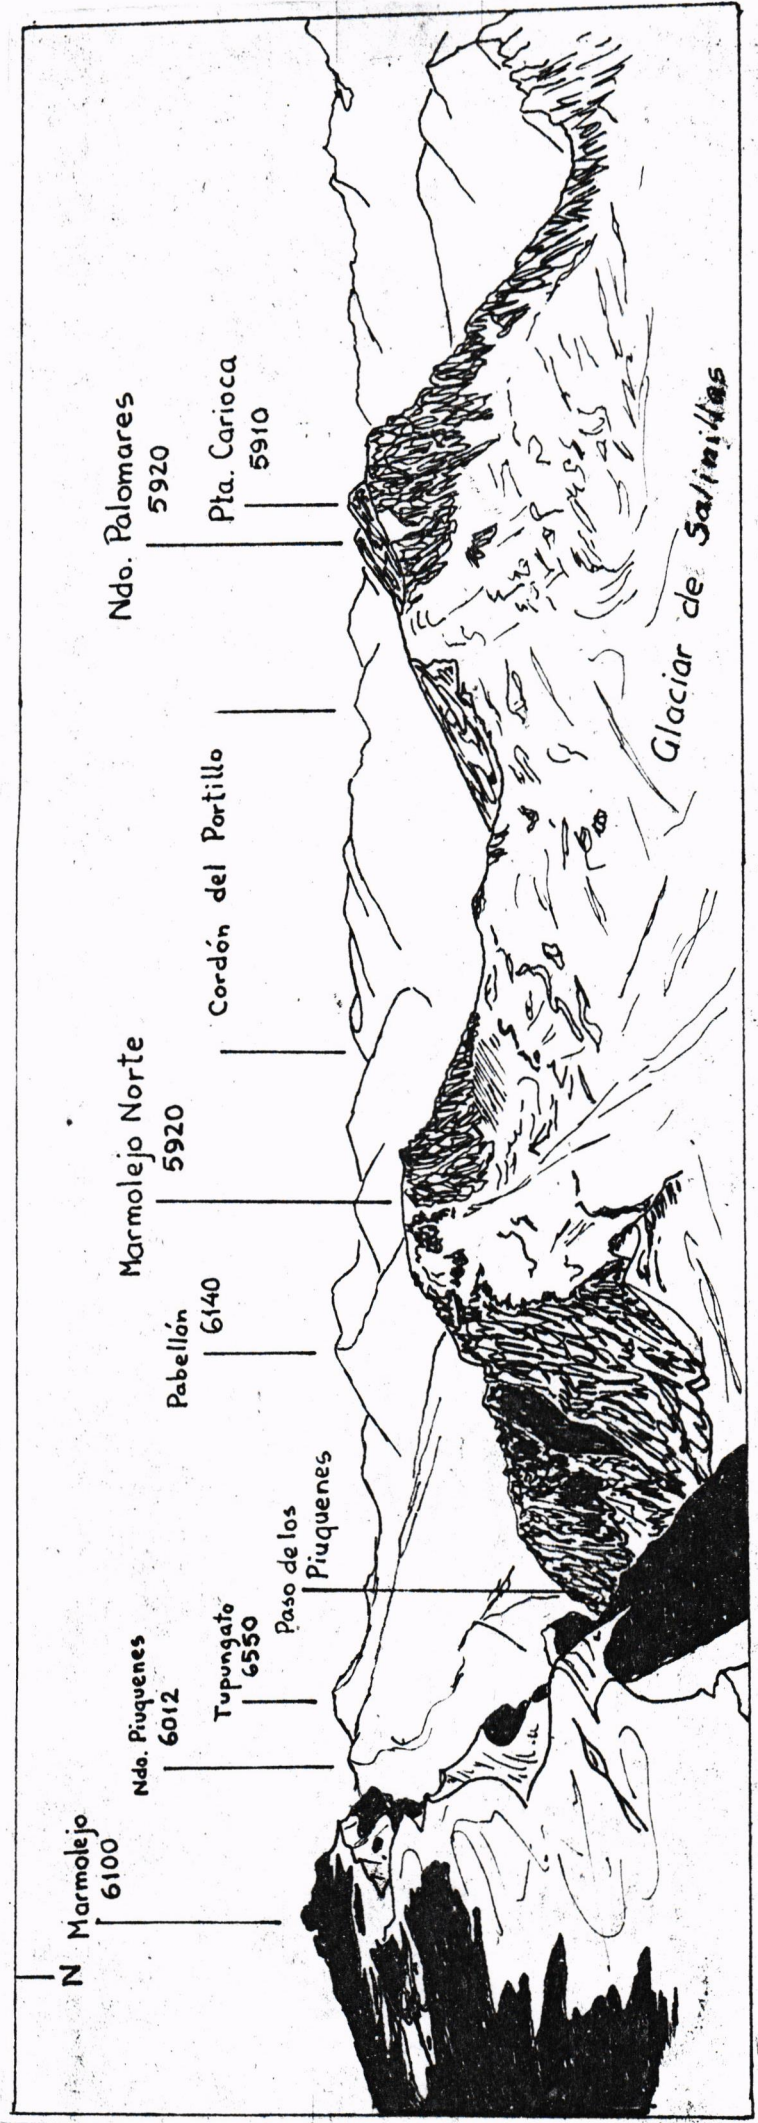 N
Marmolejo
6100
Ndo. Piuquenes
6012
Tupungato
6550
Paso de los
Piuquenes
Pabellón
6140
Marmolejo Norte
5920
Cordón del Portillo
Ndo. Palomares
5920
Pta. Carioca
5910
Glaciar de Salinillas